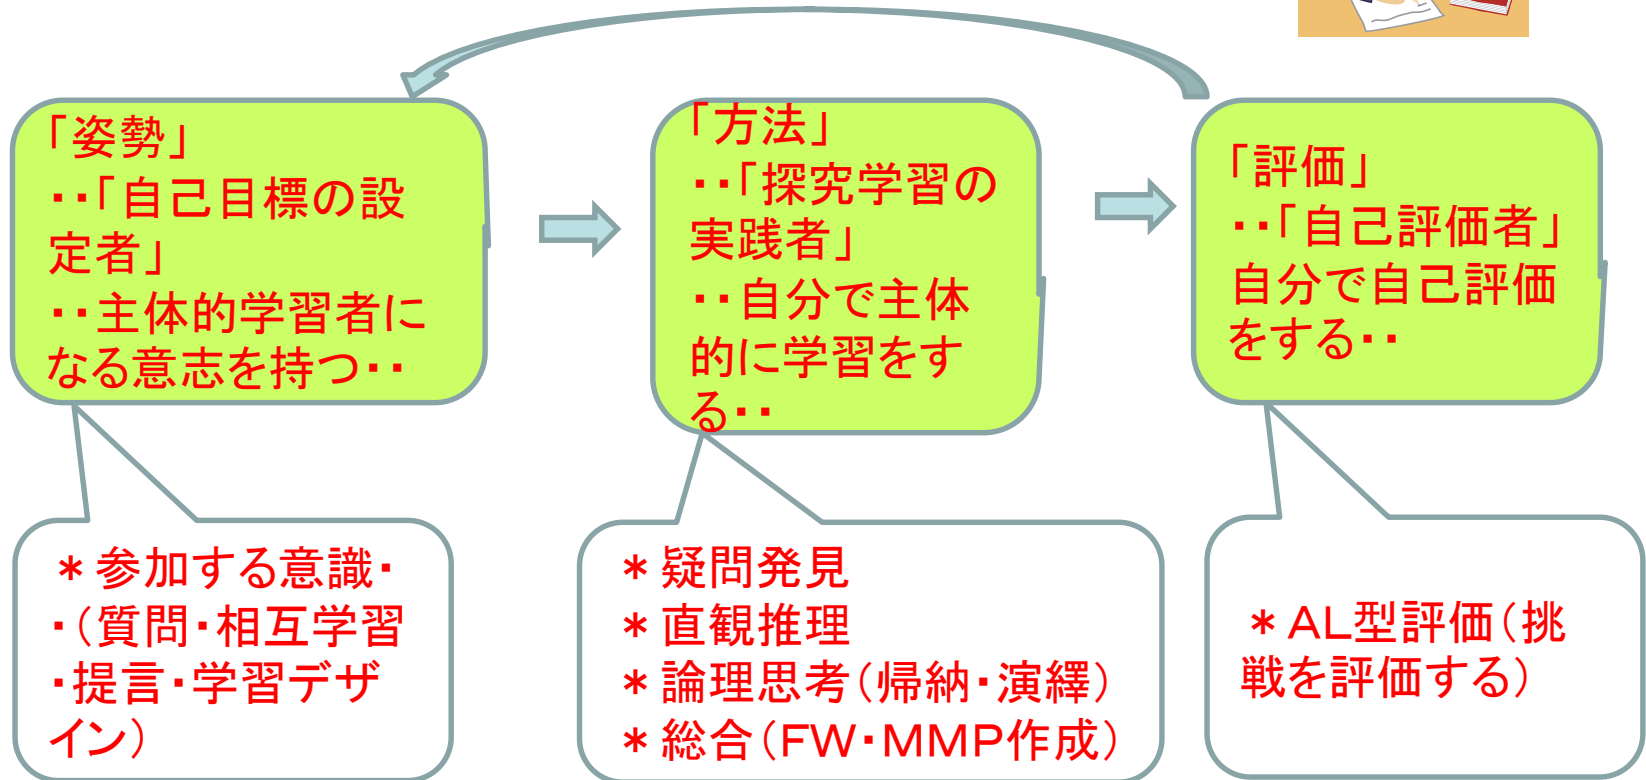 「姿勢」
・・「自己目標の設
定者」
・・主体的学習者に
なる意志を持つ・・
「方法」
・・「探究学習の
実践者」
・・自分で主体
的に学習をす
る・・
「評価」
・・「自己評価者」
自分で自己評価
をする・・
＊参加する意識・
・（質問・相互学習
・提言・学習デザ
イン）
＊疑問発見
＊直観推理
＊論理思考（帰納・演繹）
＊総合（ＦＷ・ＭＭＰ作成）
＊ＡＬ型評価（挑
戦を評価する）